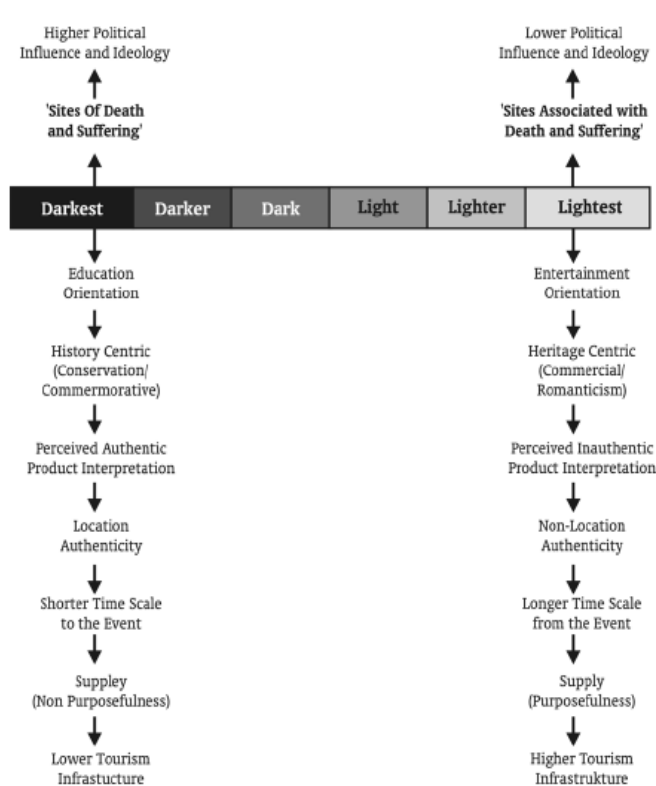 Higher Political
Influence and Ideology
Lower Political
Influence and Ideology
'Sites Of Death
and Suffering'
'Sites Associated with
Death and Suffering'
Darkest
Darker
Dark
Light
Lighter
Lightest
Education
Orientation
Entertainment
Orientation
History Centric
(Conservation/
Commermorative)
Heritage Centric
(Commercial/
Romanticism)
Perceived Authentic
Product Interpretation
Perceived Inauthentic
Product Interpretation
Location
Authenticity
Non-Location
Authenticity
Shorter Time Scale
to the Event
Longer Time Scale
from the Event
Suppley
(Non Purposefulness)
Supply
(Purposefulness)
Lower Tourism
Infrastucture
Higher Tourism
Infrastrukture